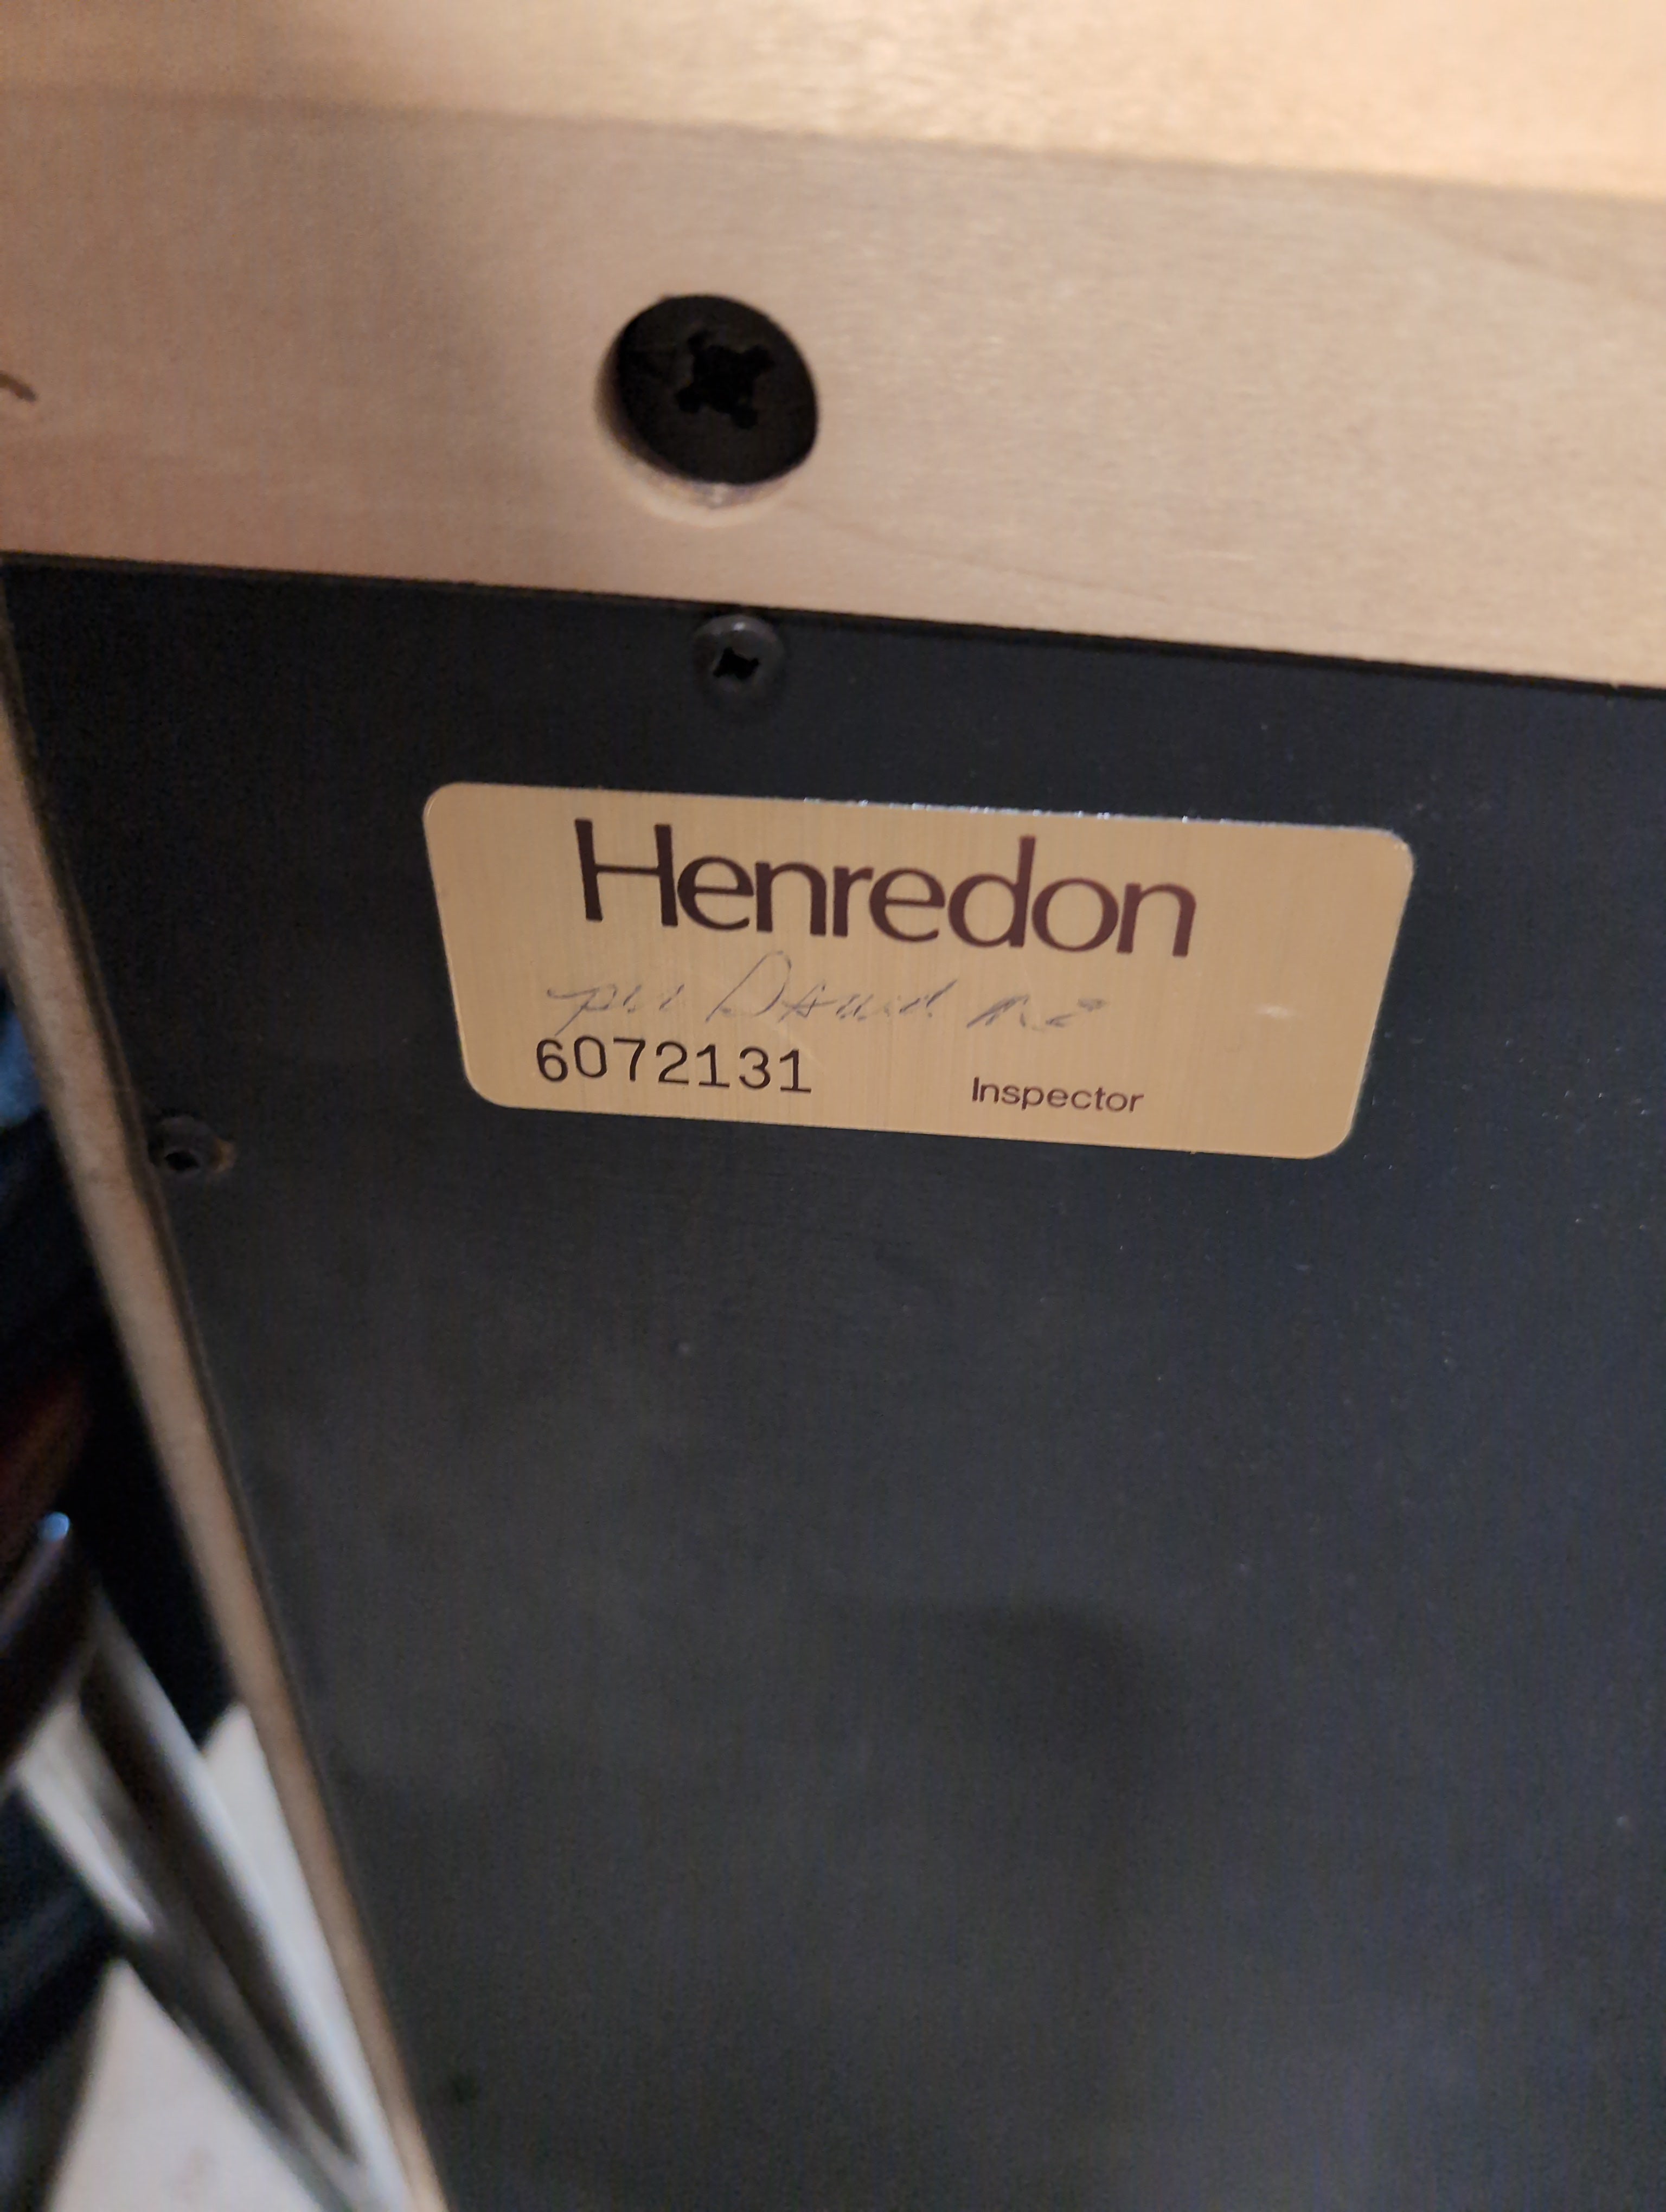 Henredon
6072131
Inspector